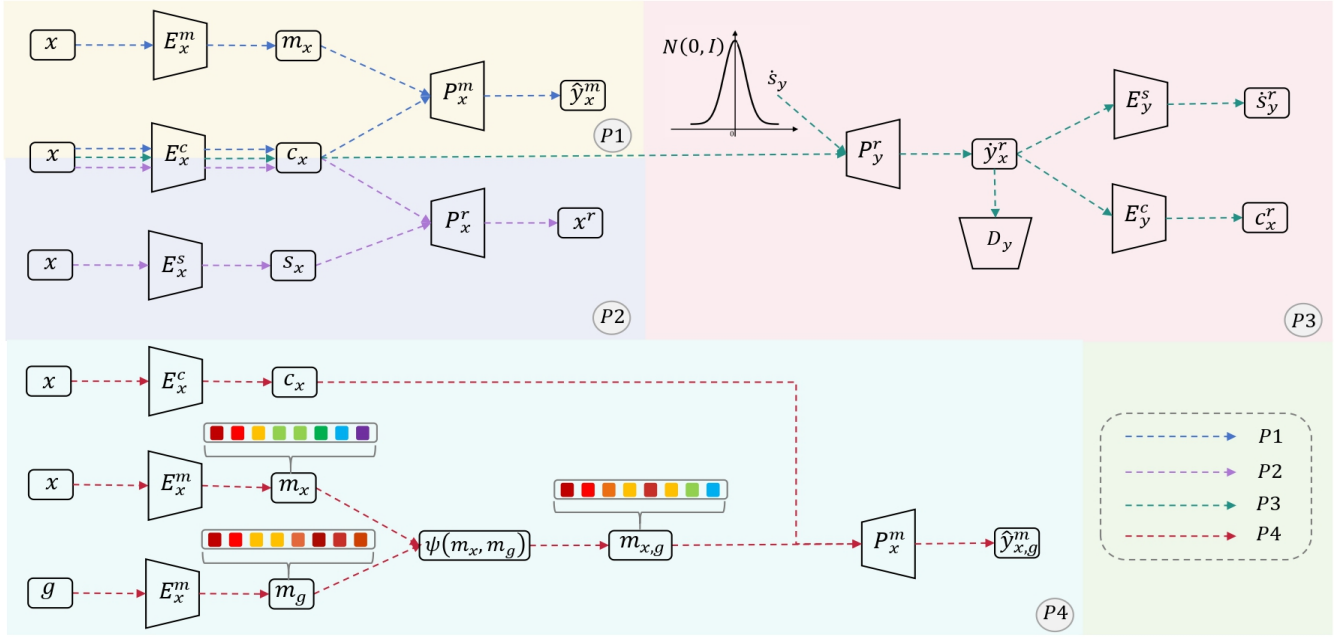 x E_x^m m_x P_x^m ŷ_x^m P1
x E_x^c c_x
x E_x^s s_x P_x^r x^r P2
N(0, I) ṡ_y 0
P_y^r ẏ_x^r E_y^s ṡ_y^r
D_y E_y^c c_x^r P3
x E_x^c c_x
x E_x^m m_x
g E_x^m m_g
ψ(m_x, m_g) m_{x,g} P_x^m ŷ_{x,g}^m P4
P1
P2
P3
P4